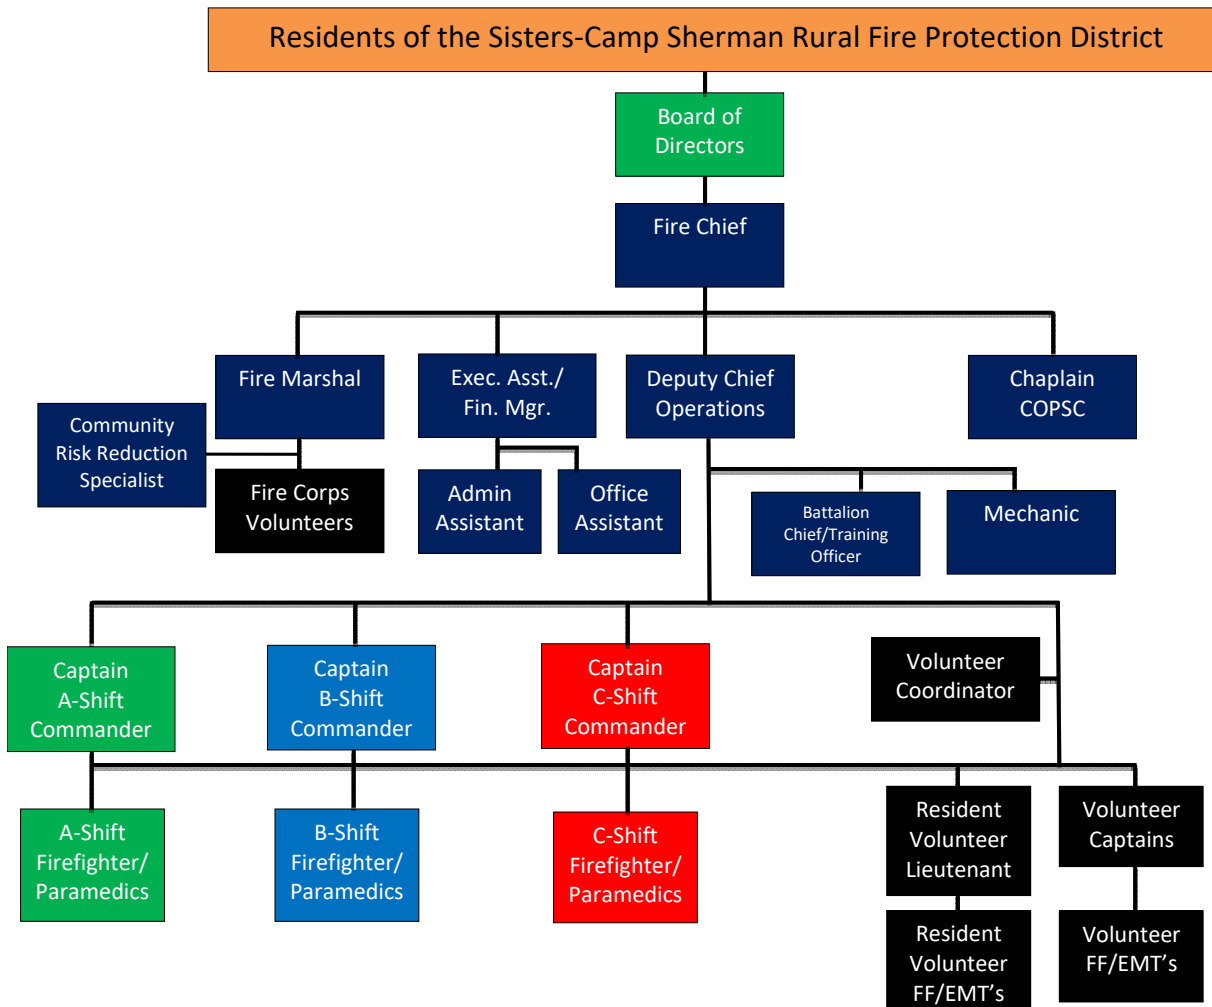 Residents of the Sisters-Camp Sherman Rural Fire Protection District
Board of
Directors
Fire Chief
Fire Marshal
Exec. Asst./
Fin. Mgr.
Deputy Chief
Operations
Chaplain
COPSC
Community
Risk Reduction
Specialist
Fire Corps
Volunteers
Admin
Assistant
Office
Assistant
Battalion
Chief/Training
Officer
Mechanic
Captain
A-Shift
Commander
Captain
B-Shift
Commander
Captain
C-Shift
Commander
Volunteer
Coordinator
A-Shift
Firefighter/
Paramedics
B-Shift
Firefighter/
Paramedics
C-Shift
Firefighter/
Paramedics
Resident
Volunteer
Lieutenant
Volunteer
Captains
Resident
Volunteer
FF/EMT’s
Volunteer
FF/EMT’s